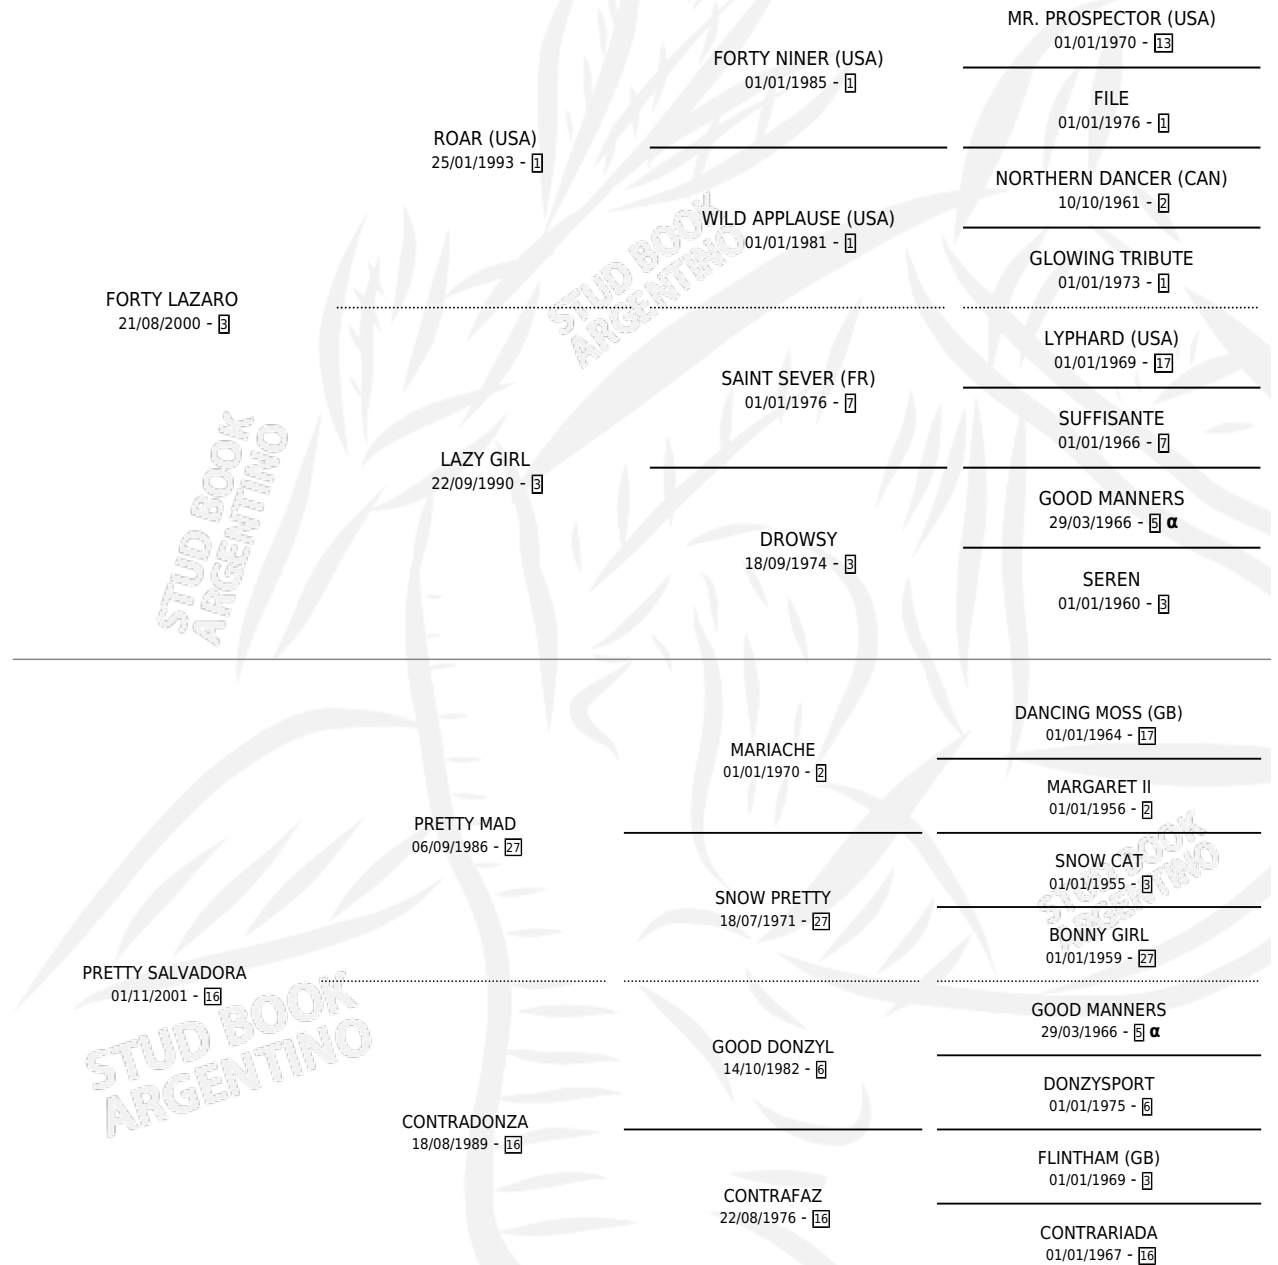 MR. PROSPECTOR (USA)
01/01/1970 - 13
FORTY NINER (USA)
01/01/1985 - 1
FILE
01/01/1976 - 1
ROAR (USA)
25/01/1993 - 1
NORTHERN DANCER (CAN)
10/10/1961 - 2
WILD APPLAUSE (USA)
01/01/1981 - 1
GLOWING TRIBUTE
01/01/1973 - 1
FORTY LAZARO
21/08/2000 - 3
LYPHARD (USA)
01/01/1969 - 17
SAINT SEVER (FR)
01/01/1976 - 7
SUFFISANTE
01/01/1966 - 7
LAZY GIRL
22/09/1990 - 3
GOOD MANNERS
29/03/1966 - 5 α
DROWSY
18/09/1974 - 3
SEREN
01/01/1960 - 3
DANCING MOSS (GB)
01/01/1964 - 17
MARIACHE
01/01/1970 - 2
MARGARET II
01/01/1956 - 2
PRETTY MAD
06/09/1986 - 27
SNOW CAT
01/01/1955 - 3
SNOW PRETTY
18/07/1971 - 27
BONNY GIRL
01/01/1959 - 27
PRETTY SALVADORA
01/11/2001 - 16
GOOD MANNERS
29/03/1966 - 5 α
GOOD DONZYL
14/10/1982 - 6
DONZYSPORT
01/01/1975 - 6
CONTRADONZA
18/08/1989 - 16
FLINTHAM (GB)
01/01/1969 - 3
CONTRAFAZ
22/08/1976 - 16
CONTRARIADA
01/01/1967 - 16
STUD BOOK
ARGENTINO
STUD BOOK
ARGENTINO
STUD BOOK
ARGENTINO
STUD BOOK
ARGENTINO